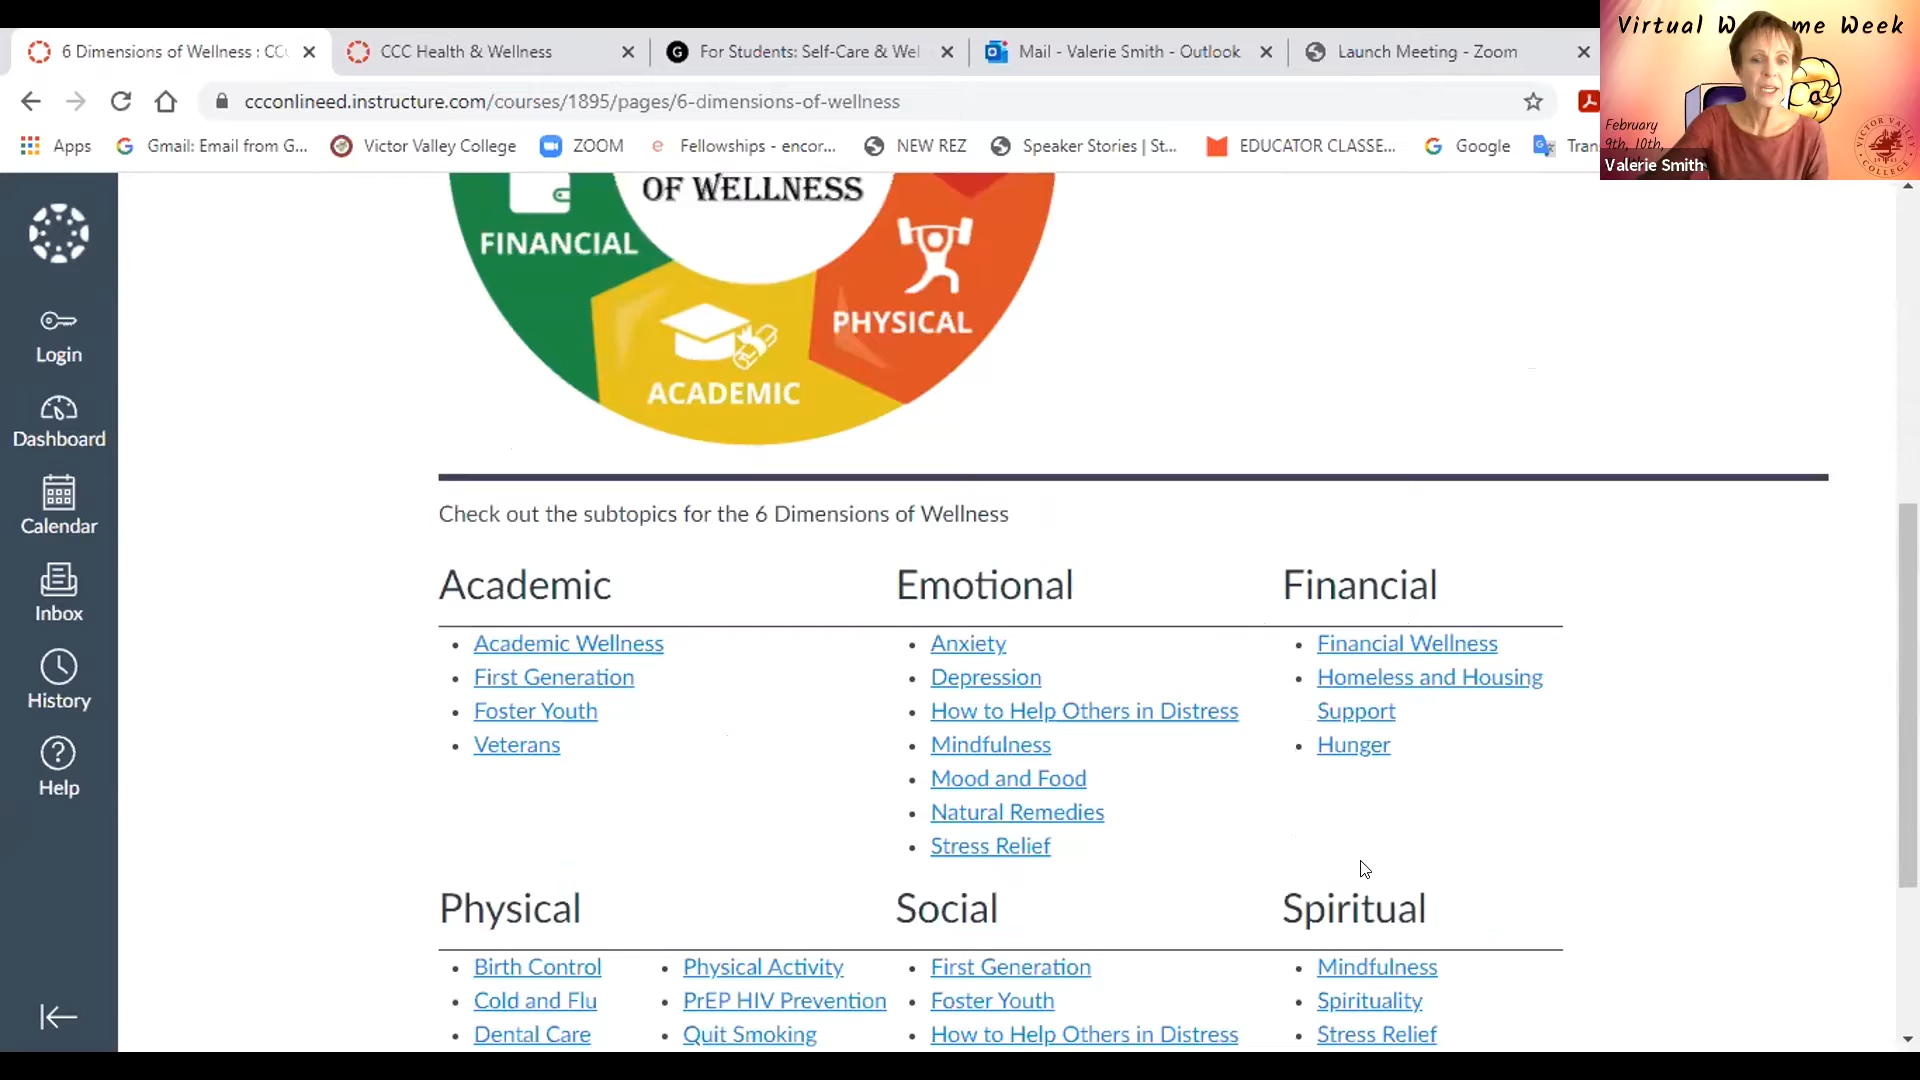 6 Dimensions of Wellness : CC
CCC Health & Wellness
For Students: Self-Care & Wel
Mail - Valerie Smith - Outlook
Launch Meeting - Zoom
ccconlineed.instructure.com/courses/1895/pages/6-dimensions-of-wellness
Apps
Gmail: Email from G...
Victor Valley College
ZOOM
Fellowships - encor...
NEW REZ
Speaker Stories | St...
EDUCATOR CLASSE...
Google
Tran
Virtual W me Week
February
9th, 10th,
Valerie Smith
VICTOR VALLEY
COLLEGE
Login
Dashboard
Calendar
Inbox
History
Help
OF WELLNESS
FINANCIAL
PHYSICAL
ACADEMIC
Check out the subtopics for the 6 Dimensions of Wellness
Academic
Academic Wellness
First Generation
Foster Youth
Veterans
Emotional
Anxiety
Depression
How to Help Others in Distress
Mindfulness
Mood and Food
Natural Remedies
Stress Relief
Financial
Financial Wellness
Homeless and Housing
Support
Hunger
Physical
Birth Control
Cold and Flu
Dental Care
Physical Activity
PrEP HIV Prevention
Quit Smoking
Social
First Generation
Foster Youth
How to Help Others in Distress
Spiritual
Mindfulness
Spirituality
Stress Relief